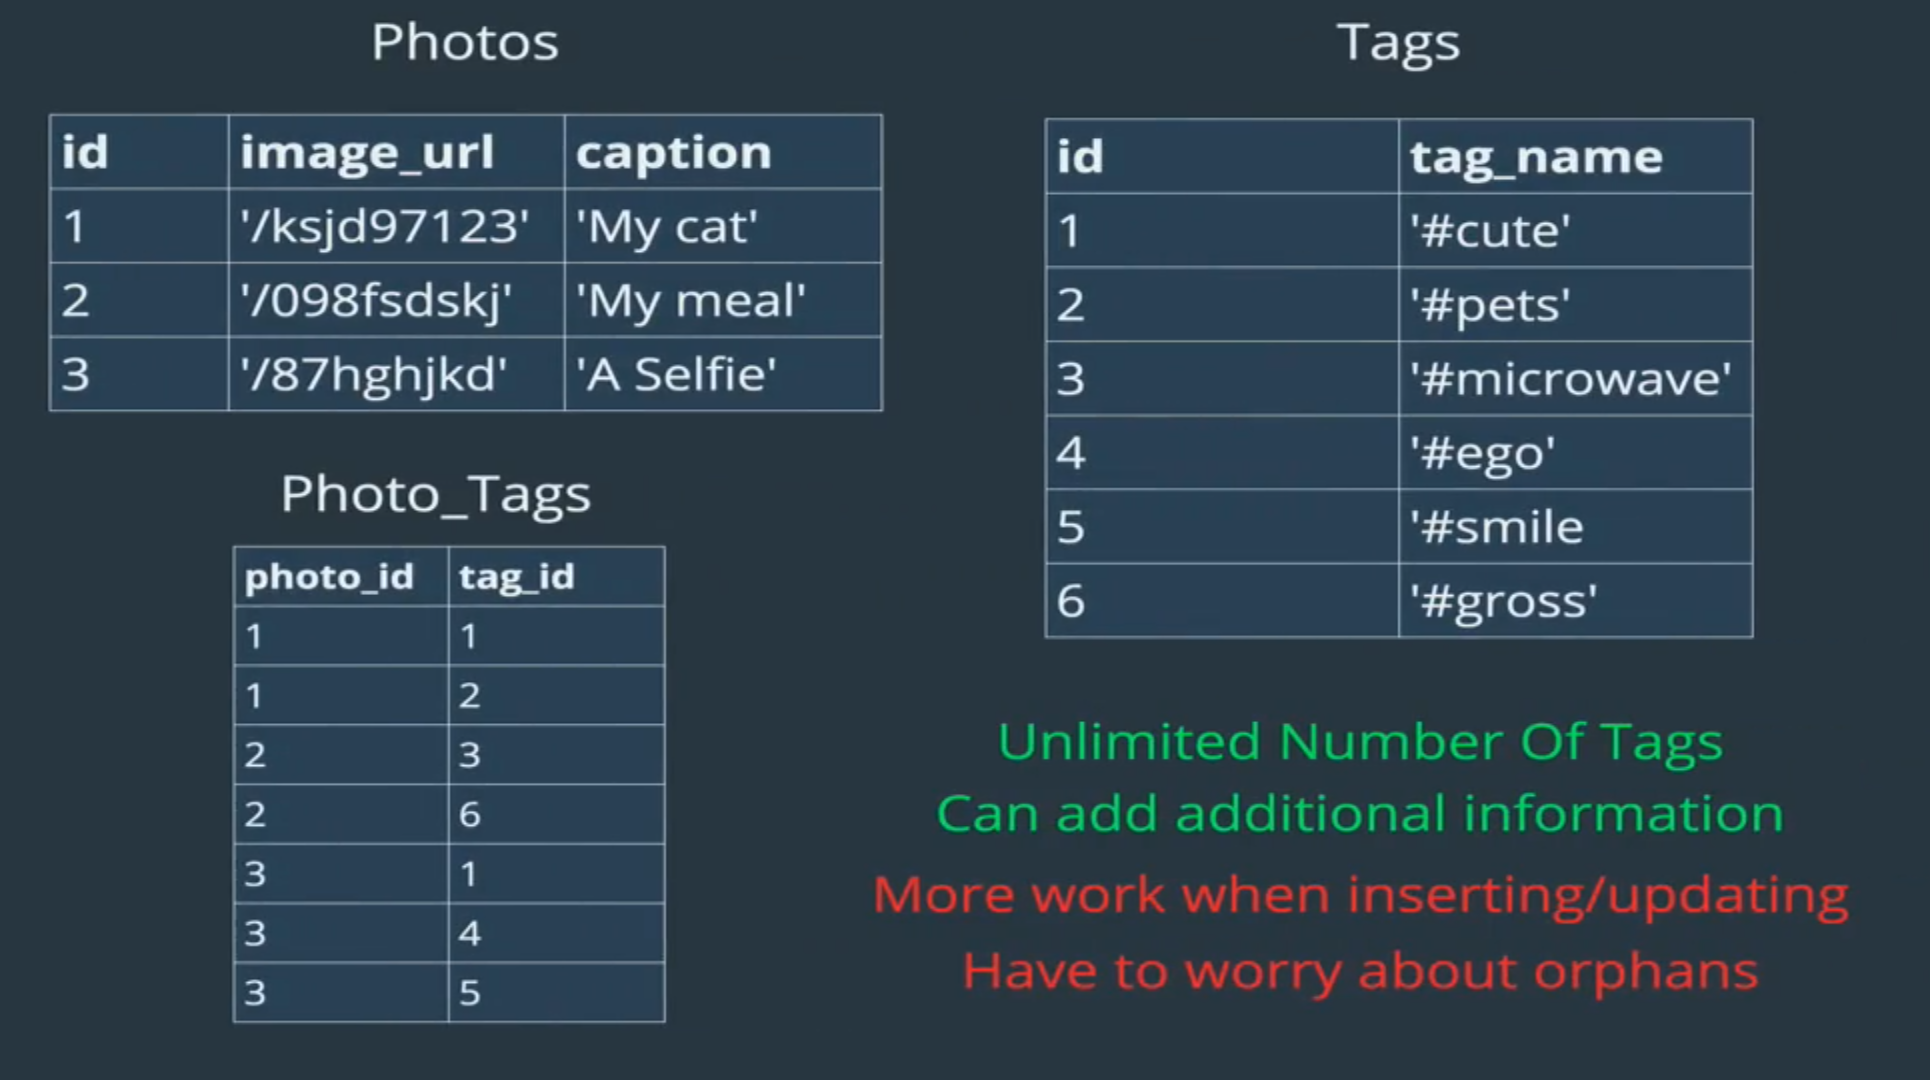 Photos
id image_url caption
1 '/ksjd97123' 'My cat'
2 '/098fsdskj' 'My meal'
3 '/87hghjkd' 'A Selfie'
Photo_Tags
photo_id tag_id
1 1
1 2
2 3
2 6
3 1
3 4
3 5
Tags
id tag_name
1 '#cute'
2 '#pets'
3 '#microwave'
4 '#ego'
5 '#smile
6 '#gross'
Unlimited Number Of Tags
Can add additional information
More work when inserting/updating
Have to worry about orphans